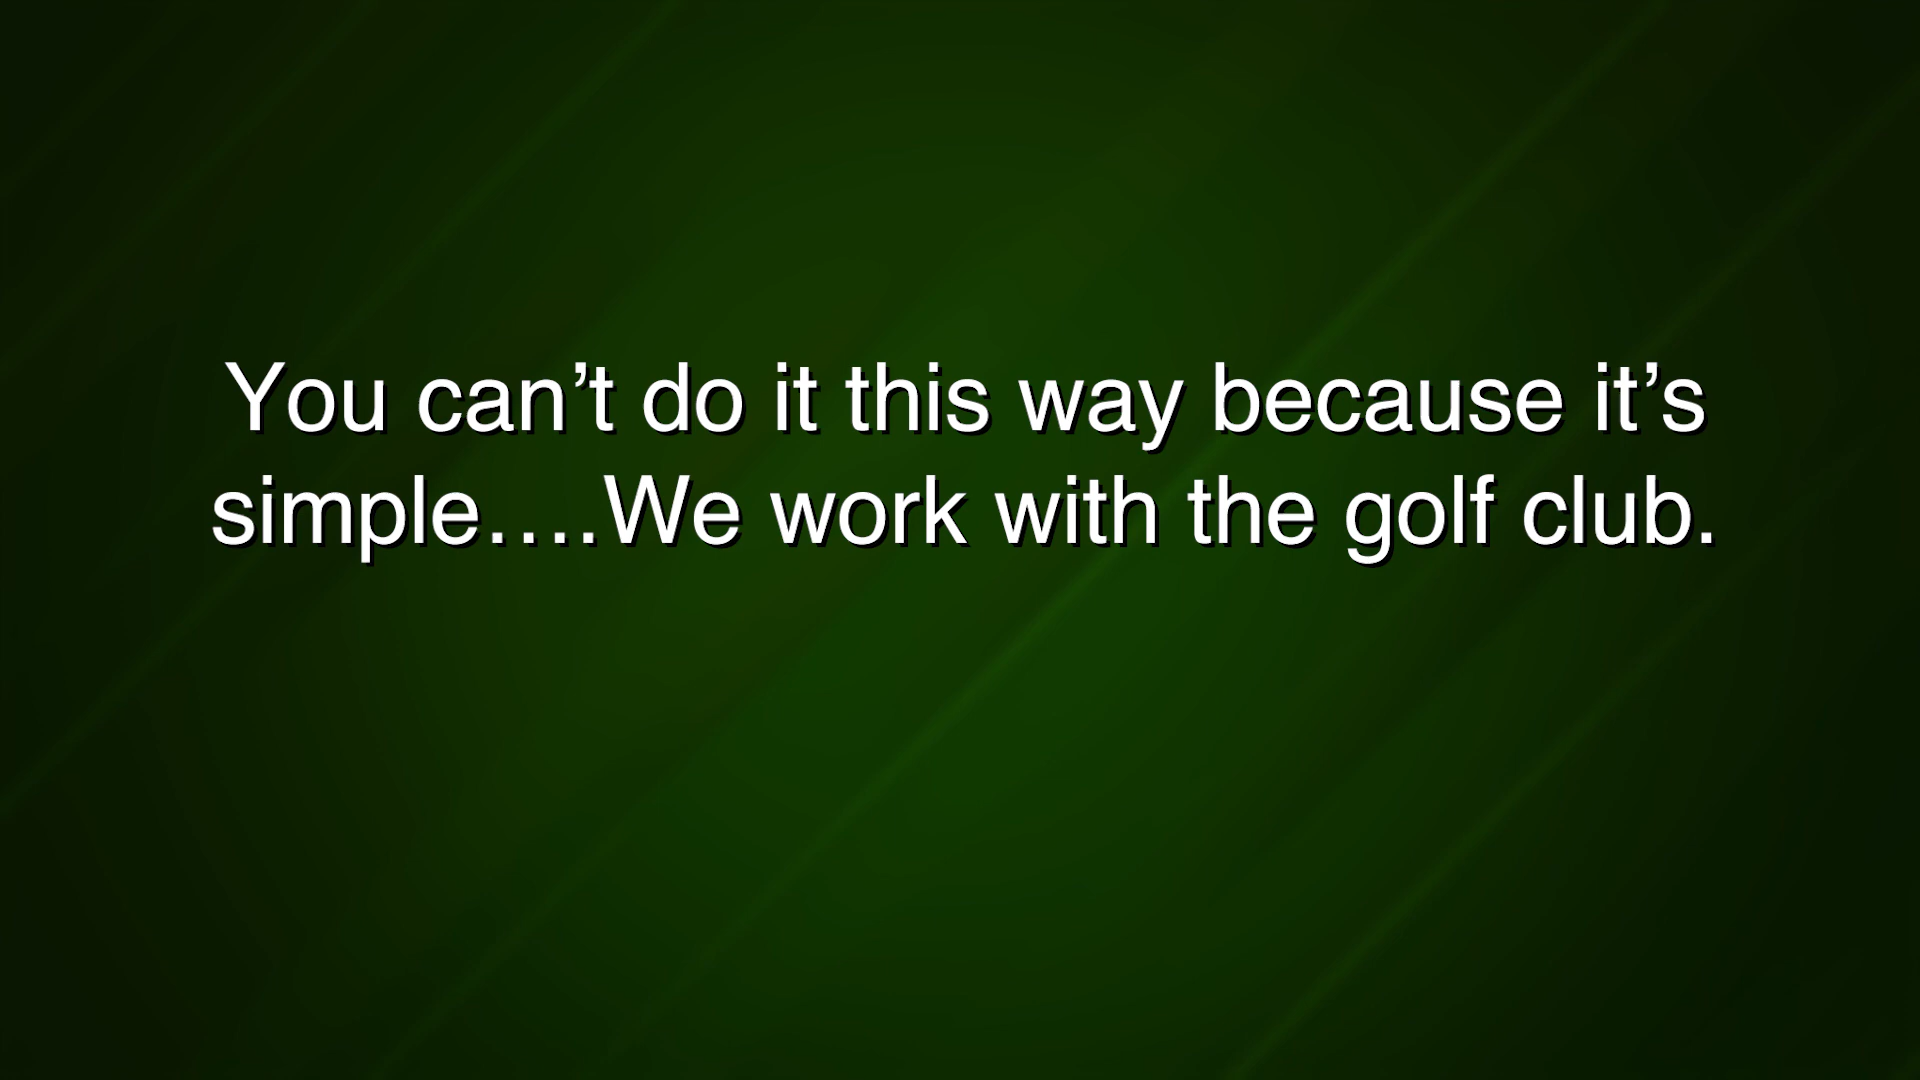 You can’t do it this way because it’s
simple….We work with the golf club.